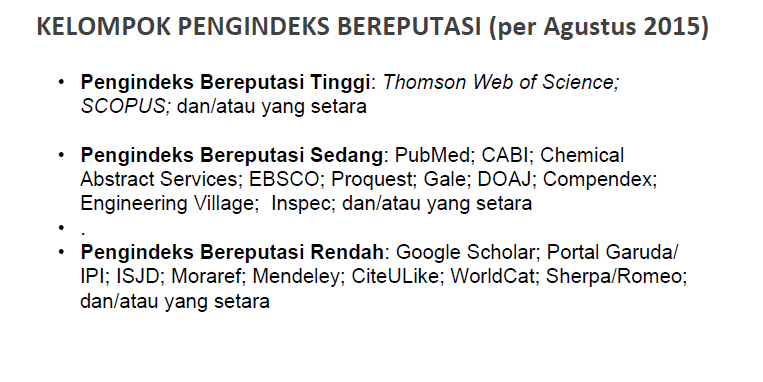 KELOMPOK PENGINDEKS BEREPUTASI (per Agustus 2015)
• Pengindeks Bereputasi Tinggi: Thomson Web of Science;
SCOPUS; dan/atau yang setara
• Pengindeks Bereputasi Sedang: PubMed; CABI; Chemical
Abstract Services; EBSCO; Proquest; Gale; DOAJ; Compendex;
Engineering Village; Inspec; dan/atau yang setara
• .
• Pengindeks Bereputasi Rendah: Google Scholar; Portal Garuda/
IPI; ISJD; Moraref; Mendeley; CiteULike; WorldCat; Sherpa/Romeo;
dan/atau yang setara